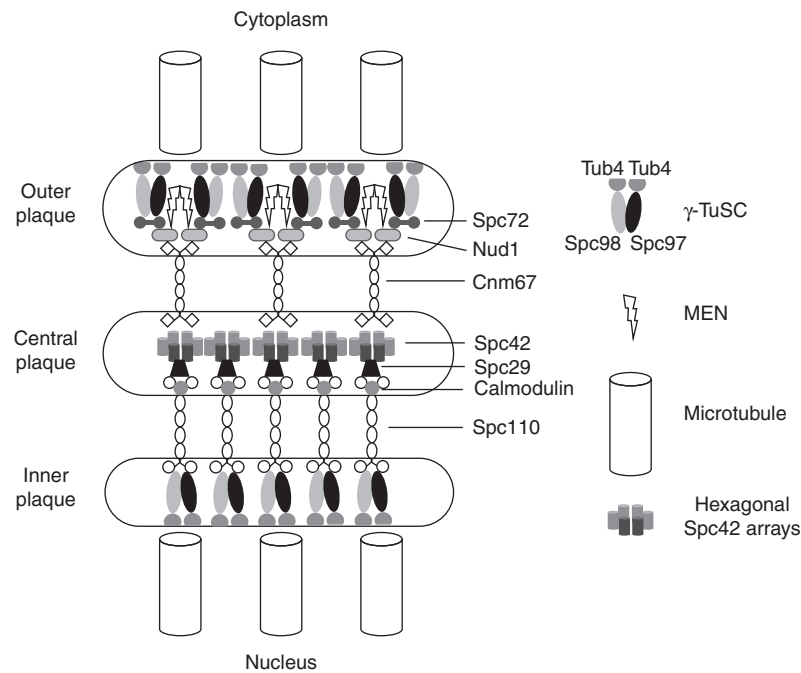 Cytoplasm
Outer
plaque
Spc72
Nud1
Cnm67
Central
plaque
Spc42
Spc29
Calmodulin
Spc110
Inner
plaque
Nucleus
Tub4 Tub4
γ-TuSC
Spc98 Spc97
MEN
Microtubule
Hexagonal
Spc42 arrays